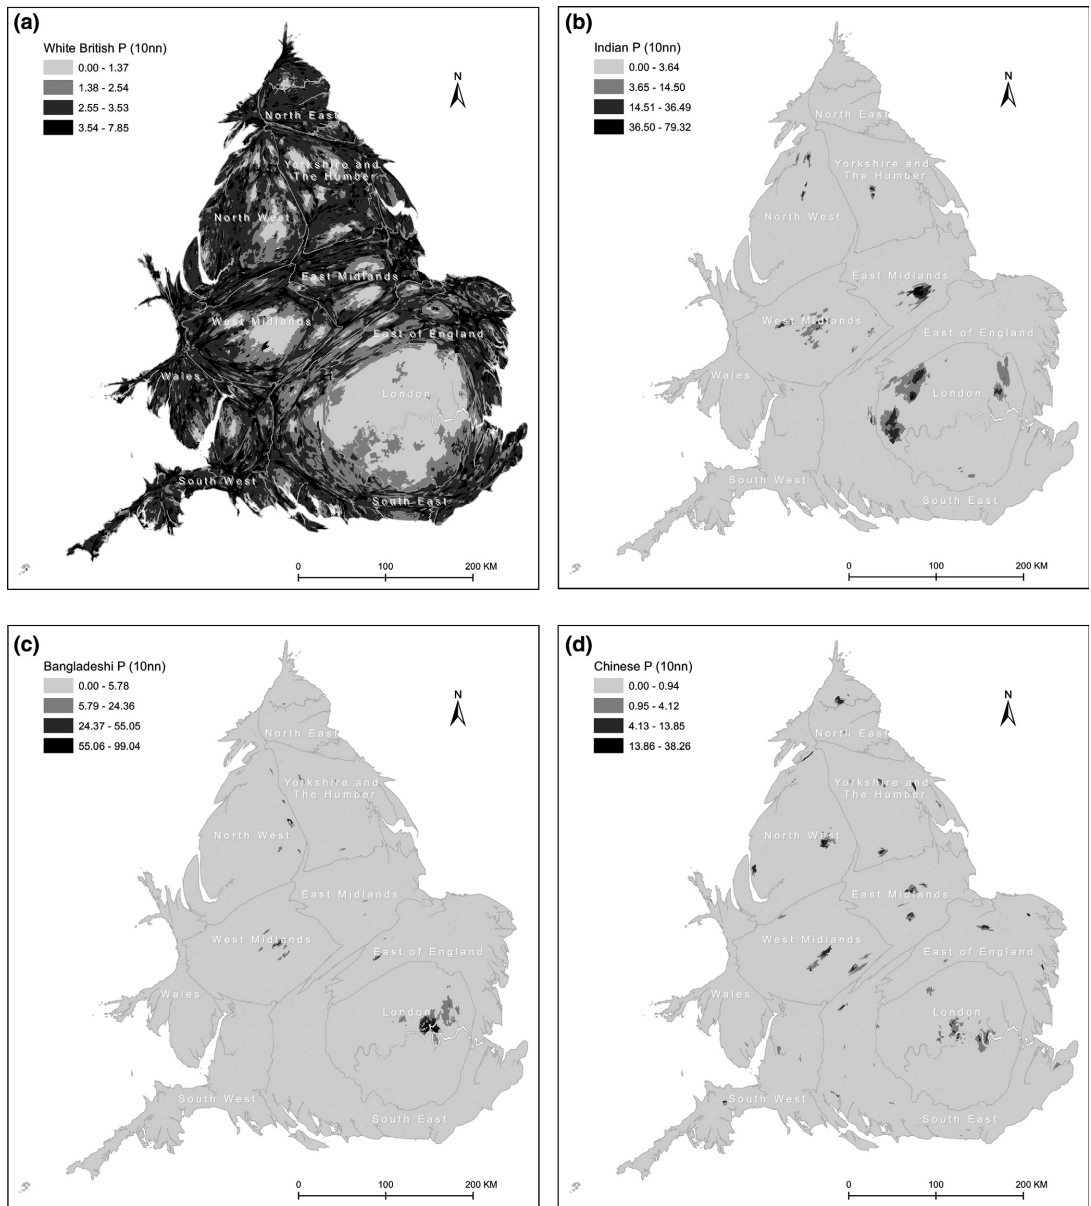 (a)
White British P (10nn)
0.00 - 1.37
1.38 - 2.54
2.55 - 3.53
3.54 - 7.85
N
North East
Yorkshire and
The Humber
North West
East Midlands
West Midlands
East of England
Wales
London
South West
South East
0 100 200 KM
(b)
Indian P (10nn)
0.00 - 3.64
3.65 - 14.50
14.51 - 36.49
36.50 - 79.32
N
North East
Yorkshire and
The Humber
North West
East Midlands
West Midlands
East of England
Wales
London
South West
South East
0 100 200 KM
(c)
Bangladeshi P (10nn)
0.00 - 5.78
5.79 - 24.36
24.37 - 55.05
55.06 - 99.04
N
North East
Yorkshire and
The Humber
North West
East Midlands
West Midlands
East of England
Wales
London
South West
South East
0 100 200 KM
(d)
Chinese P (10nn)
0.00 - 0.94
0.95 - 4.12
4.13 - 13.85
13.86 - 38.26
N
North East
Yorkshire and
The Humber
North West
East Midlands
West Midlands
East of England
Wales
London
South West
South East
0 100 200 KM